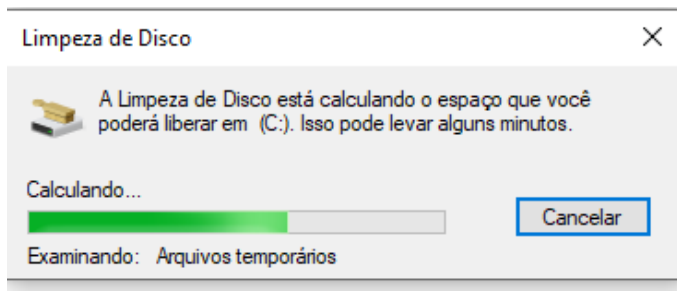 Limpeza de Disco
A Limpeza de Disco está calculando o espaço que você
poderá liberar em (C:). Isso pode levar alguns minutos.
Calculando...
Cancelar
Examinando: Arquivos temporários